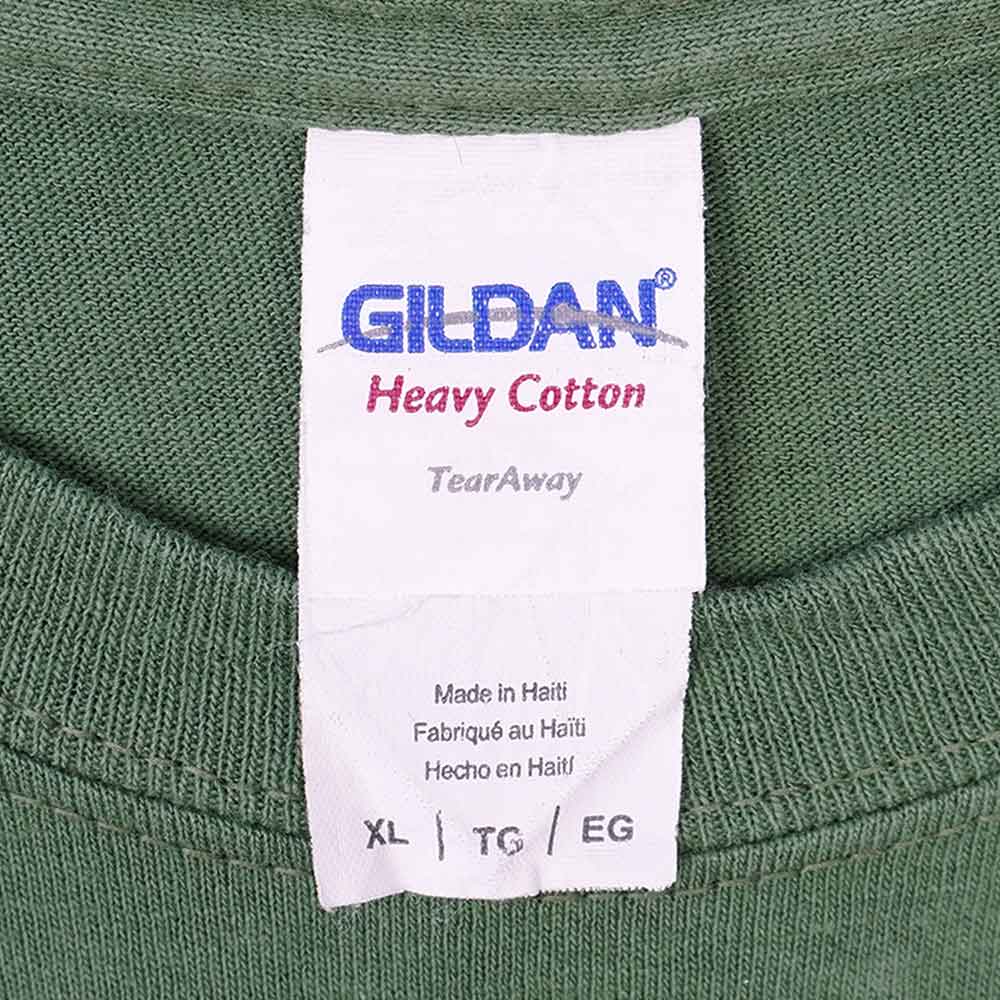 GILDAN®
Heavy Cotton
TearAway
Made in Haiti
Fabriqué au Haïti
Hecho en Haití
XL / TG / EG